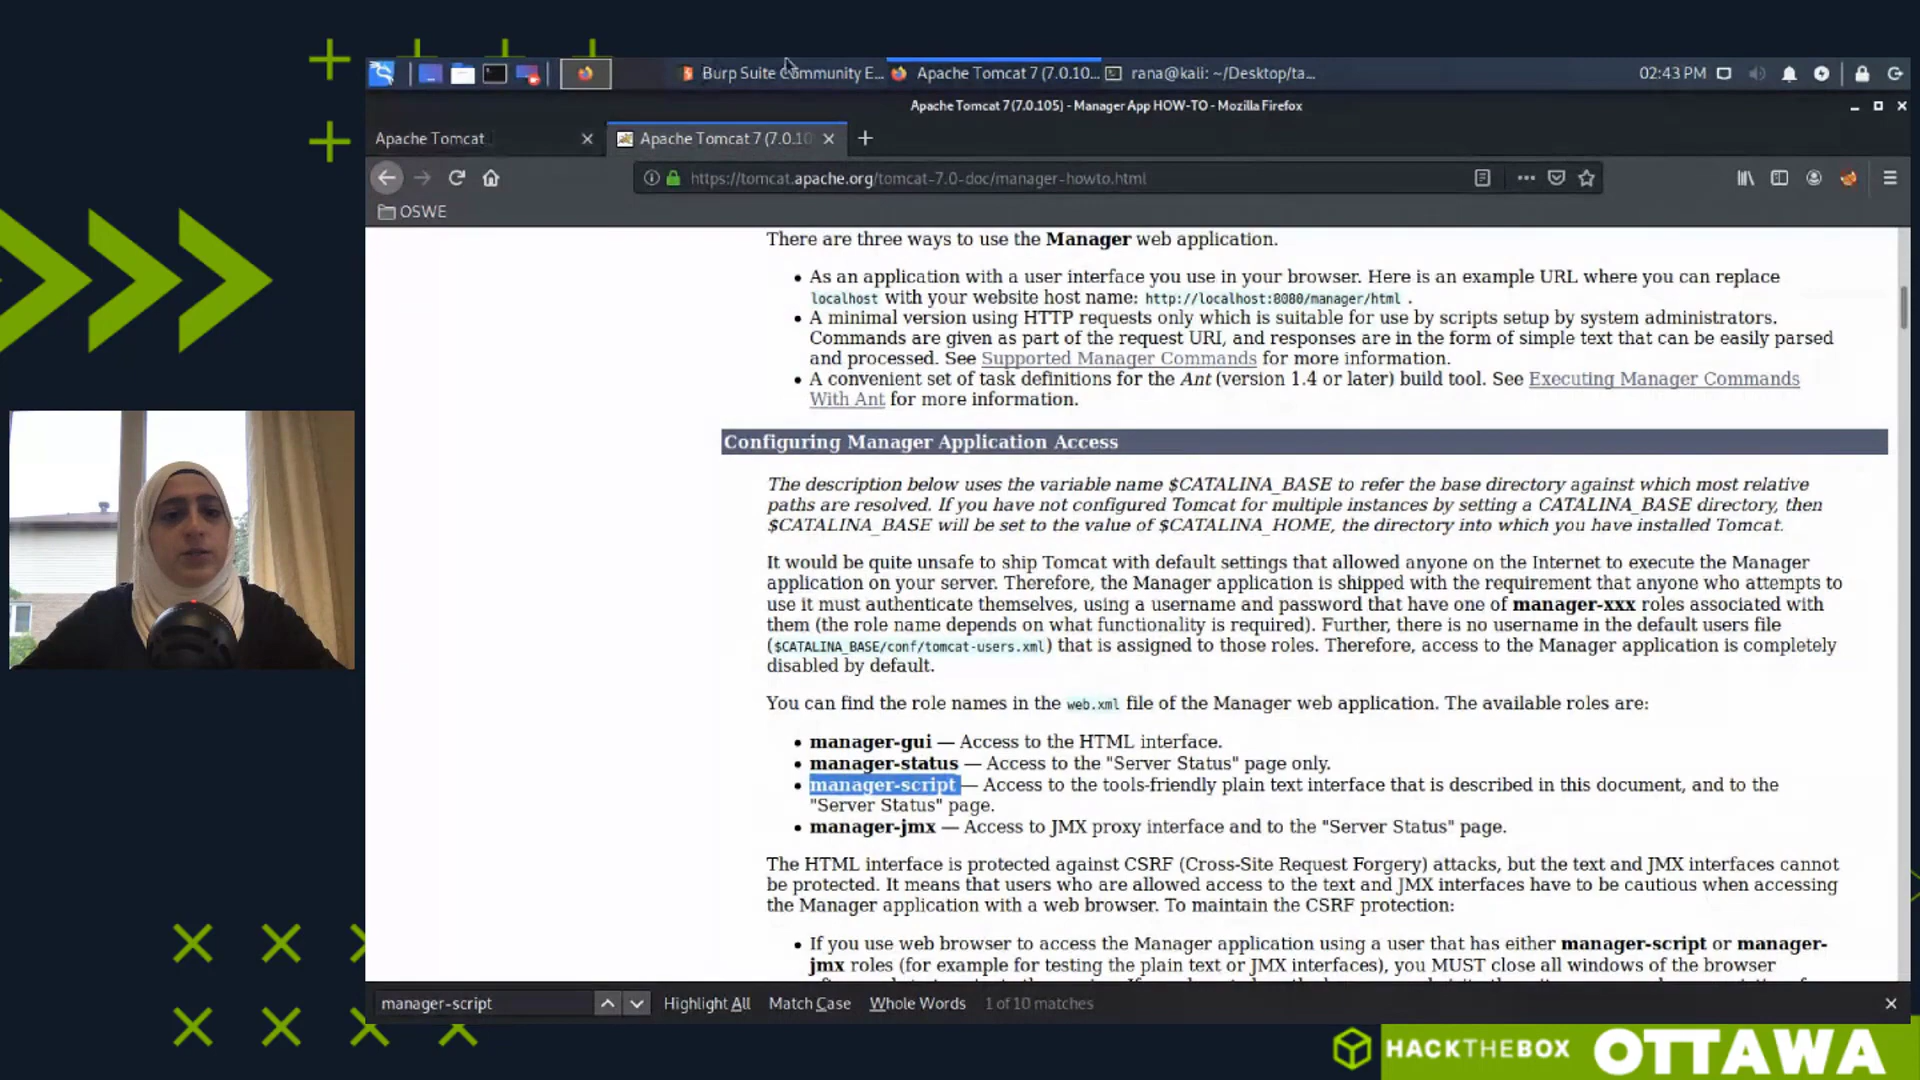 Burp Suite Community E...
Apache Tomcat 7 (7.0.10...
rana@kali: ~/Desktop/ta...
02:43 PM
Apache Tomcat 7 (7.0.105) - Manager App HOW-TO - Mozilla Firefox
Apache Tomcat
Apache Tomcat 7 (7.0.10
https://tomcat.apache.org/tomcat-7.0-doc/manager-howto.html
OSWE
There are three ways to use the Manager web application.
As an application with a user interface you use in your browser. Here is an example URL where you can replace
localhost with your website host name: http://localhost:8080/manager/html .
A minimal version using HTTP requests only which is suitable for use by scripts setup by system administrators.
Commands are given as part of the request URI, and responses are in the form of simple text that can be easily parsed
and processed. See Supported Manager Commands for more information.
A convenient set of task definitions for the Ant (version 1.4 or later) build tool. See Executing Manager Commands
With Ant for more information.
Configuring Manager Application Access
The description below uses the variable name $CATALINA_BASE to refer the base directory against which most relative
paths are resolved. If you have not configured Tomcat for multiple instances by setting a CATALINA_BASE directory, then
$CATALINA_BASE will be set to the value of $CATALINA_HOME, the directory into which you have installed Tomcat.
It would be quite unsafe to ship Tomcat with default settings that allowed anyone on the Internet to execute the Manager
application on your server. Therefore, the Manager application is shipped with the requirement that anyone who attempts to
use it must authenticate themselves, using a username and password that have one of manager-xxx roles associated with
them (the role name depends on what functionality is required). Further, there is no username in the default users file
($CATALINA_BASE/conf/tomcat-users.xml) that is assigned to those roles. Therefore, access to the Manager application is completely
disabled by default.
You can find the role names in the web.xml file of the Manager web application. The available roles are:
manager-gui — Access to the HTML interface.
manager-status — Access to the "Server Status" page only.
manager-script — Access to the tools-friendly plain text interface that is described in this document, and to the
"Server Status" page.
manager-jmx — Access to JMX proxy interface and to the "Server Status" page.
The HTML interface is protected against CSRF (Cross-Site Request Forgery) attacks, but the text and JMX interfaces cannot
be protected. It means that users who are allowed access to the text and JMX interfaces have to be cautious when accessing
the Manager application with a web browser. To maintain the CSRF protection:
If you use web browser to access the Manager application using a user that has either manager-script or manager-
jmx roles (for example for testing the plain text or JMX interfaces), you MUST close all windows of the browser
manager-script
Highlight All
Match Case
Whole Words
1 of 10 matches
HACKTHEBOX
OTTAWA